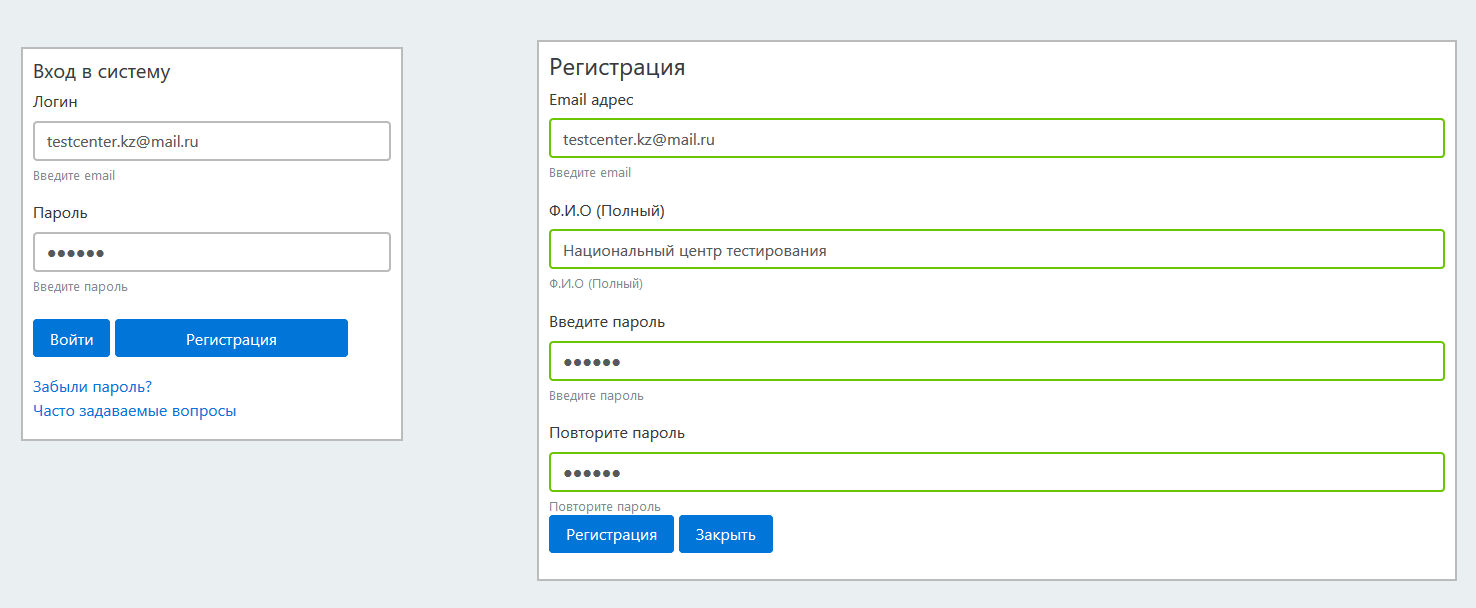 Вход в систему
Логин
testcenter.kz@mail.ru
Введите email
Пароль
●●●●●●
Введите пароль
Войти Регистрация
Забыли пароль?
Часто задаваемые вопросы
Регистрация
Email адрес
testcenter.kz@mail.ru
Введите email
Ф.И.О (Полный)
Национальный центр тестирования
Ф.И.О (Полный)
Введите пароль
●●●●●●
Введите пароль
Повторите пароль
●●●●●●
Повторите пароль
Регистрация Закрыть